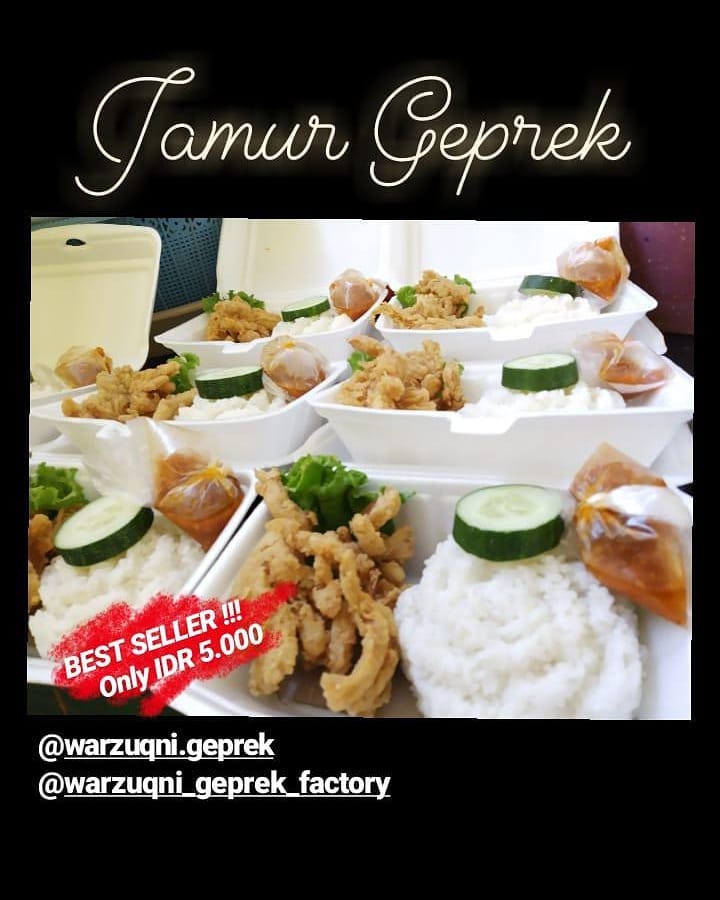 Jamur Geprek
BEST SELLER !!!
Only IDR 5.000
@warzuqni.geprek
@warzuqni_geprek_factory